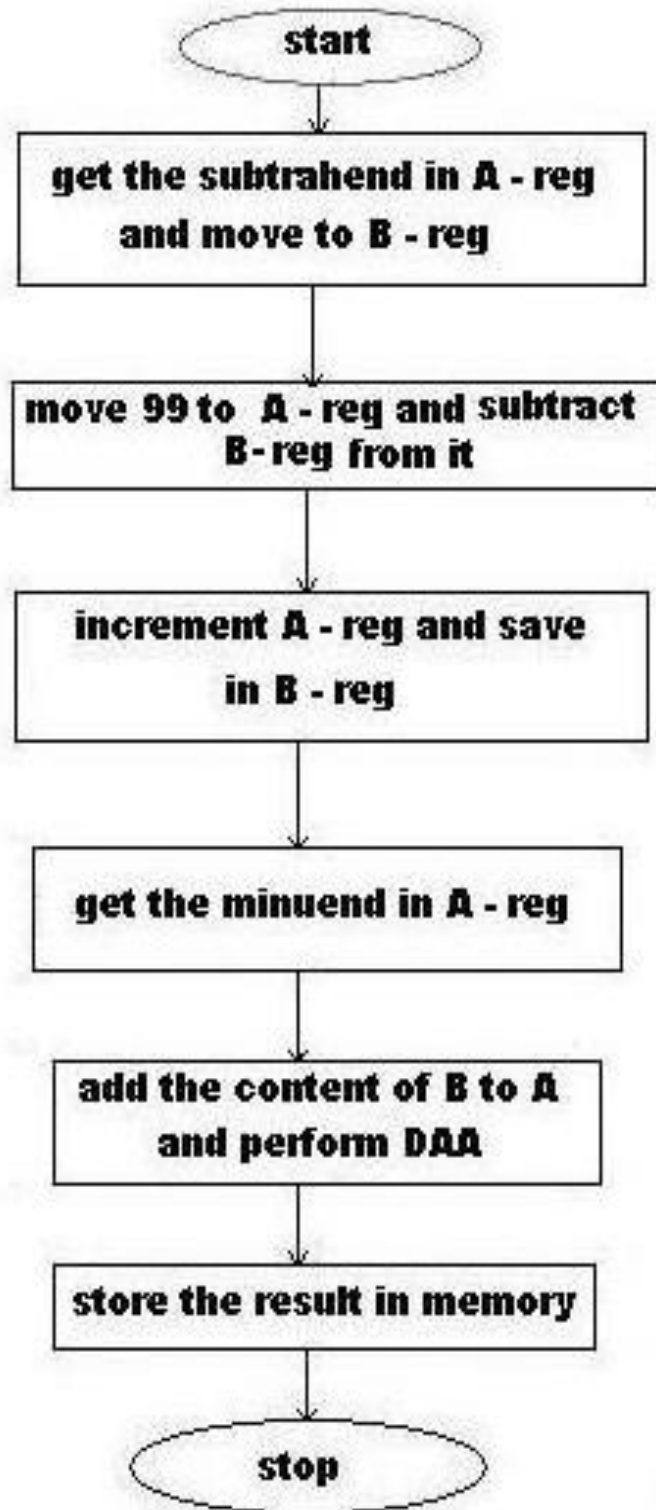 start
get the subtrahend in A - reg
and move to B - reg
move 99 to A - reg and subtract
B - reg from it
increment A - reg and save
in B - reg
get the minuend in A - reg
add the content of B to A
and perform DAA
store the result in memory
stop